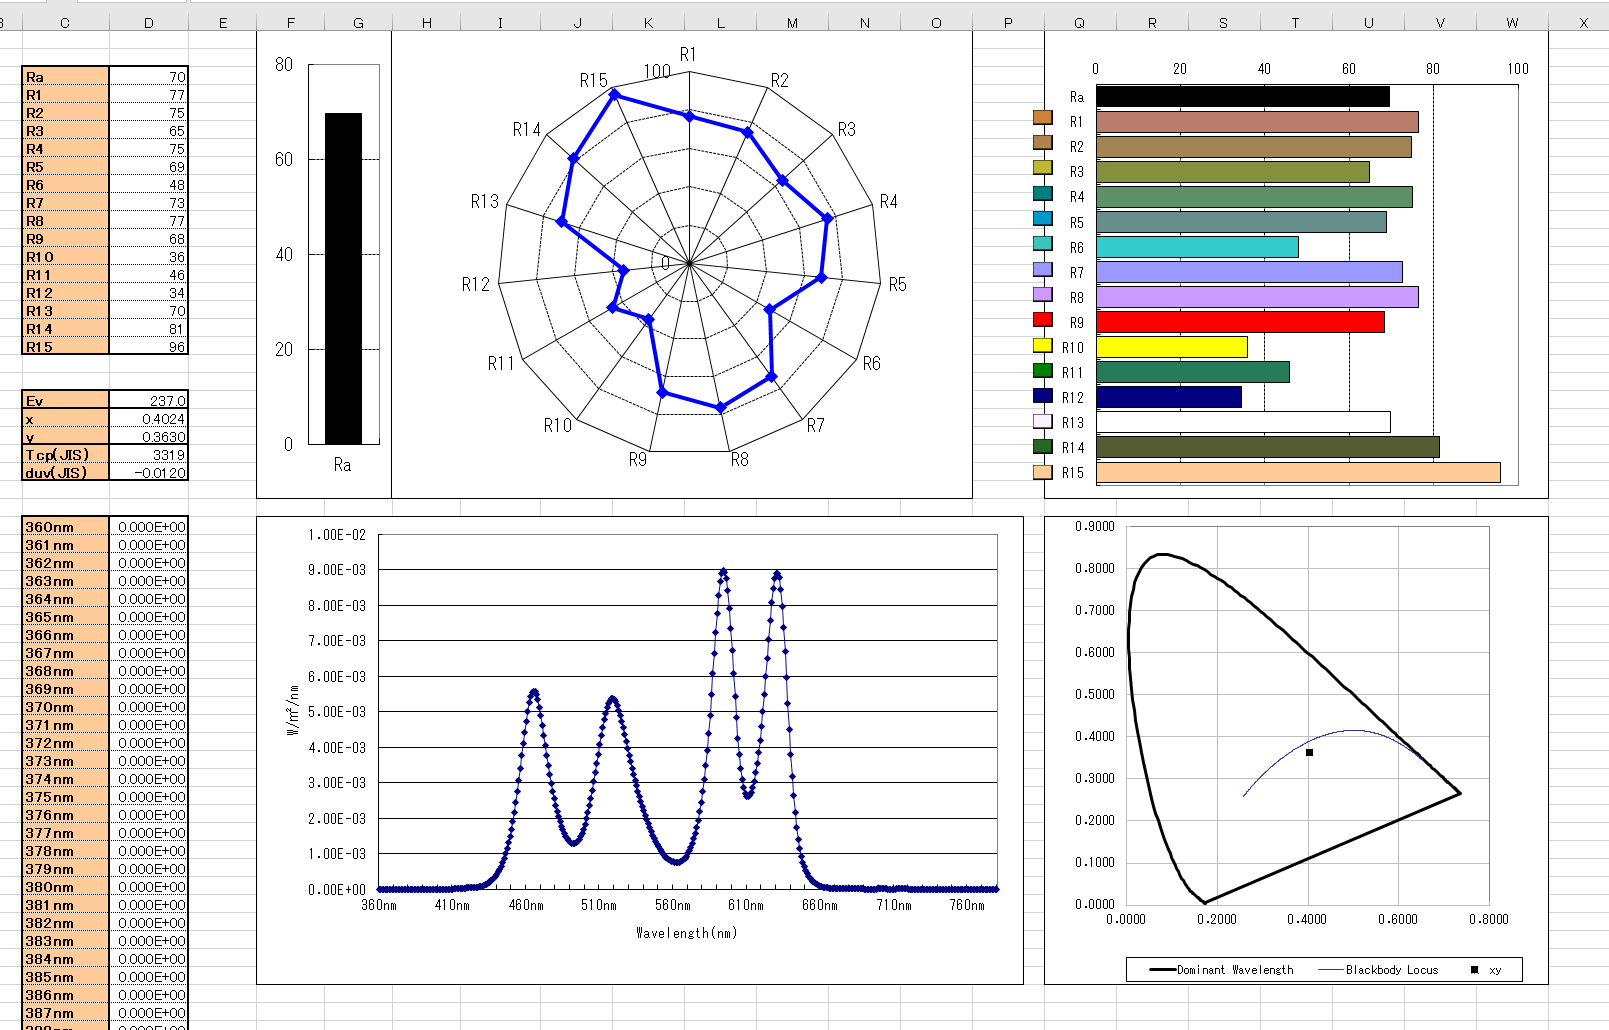 C D E F G H I J K L M N O P Q R S T U V W X
Ra 70
R1 77
R2 75
R3 65
R4 75
R5 69
R6 48
R7 73
R8 77
R9 68
R10 36
R11 46
R12 34
R13 70
R14 81
R15 96
Ev 237.0
x 0.4024
y 0.3630
Tcp(JIS) 3319
duv(JIS) -0.0120
360nm 0.000E+00
361nm 0.000E+00
362nm 0.000E+00
363nm 0.000E+00
364nm 0.000E+00
365nm 0.000E+00
366nm 0.000E+00
367nm 0.000E+00
368nm 0.000E+00
369nm 0.000E+00
370nm 0.000E+00
371nm 0.000E+00
372nm 0.000E+00
373nm 0.000E+00
374nm 0.000E+00
375nm 0.000E+00
376nm 0.000E+00
377nm 0.000E+00
378nm 0.000E+00
379nm 0.000E+00
380nm 0.000E+00
381nm 0.000E+00
382nm 0.000E+00
383nm 0.000E+00
384nm 0.000E+00
385nm 0.000E+00
386nm 0.000E+00
387nm 0.000E+00
80
60
40
20
0
Ra
R1
R2
R3
R4
R5
R6
R7
R8
R9
R10
R11
R12
R13
R14
R15
100
0
0 20 40 60 80 100
Ra
R1
R2
R3
R4
R5
R6
R7
R8
R9
R10
R11
R12
R13
R14
R15
1.00E-02
9.00E-03
8.00E-03
7.00E-03
6.00E-03
5.00E-03
4.00E-03
3.00E-03
2.00E-03
1.00E-03
0.00E+00
W/m²/nm
360nm 410nm 460nm 510nm 560nm 610nm 660nm 710nm 760nm
Wavelength(nm)
0.9000
0.8000
0.7000
0.6000
0.5000
0.4000
0.3000
0.2000
0.1000
0.0000
0.0000 0.2000 0.4000 0.6000 0.8000
Dominant Wavelength Blackbody Locus xy